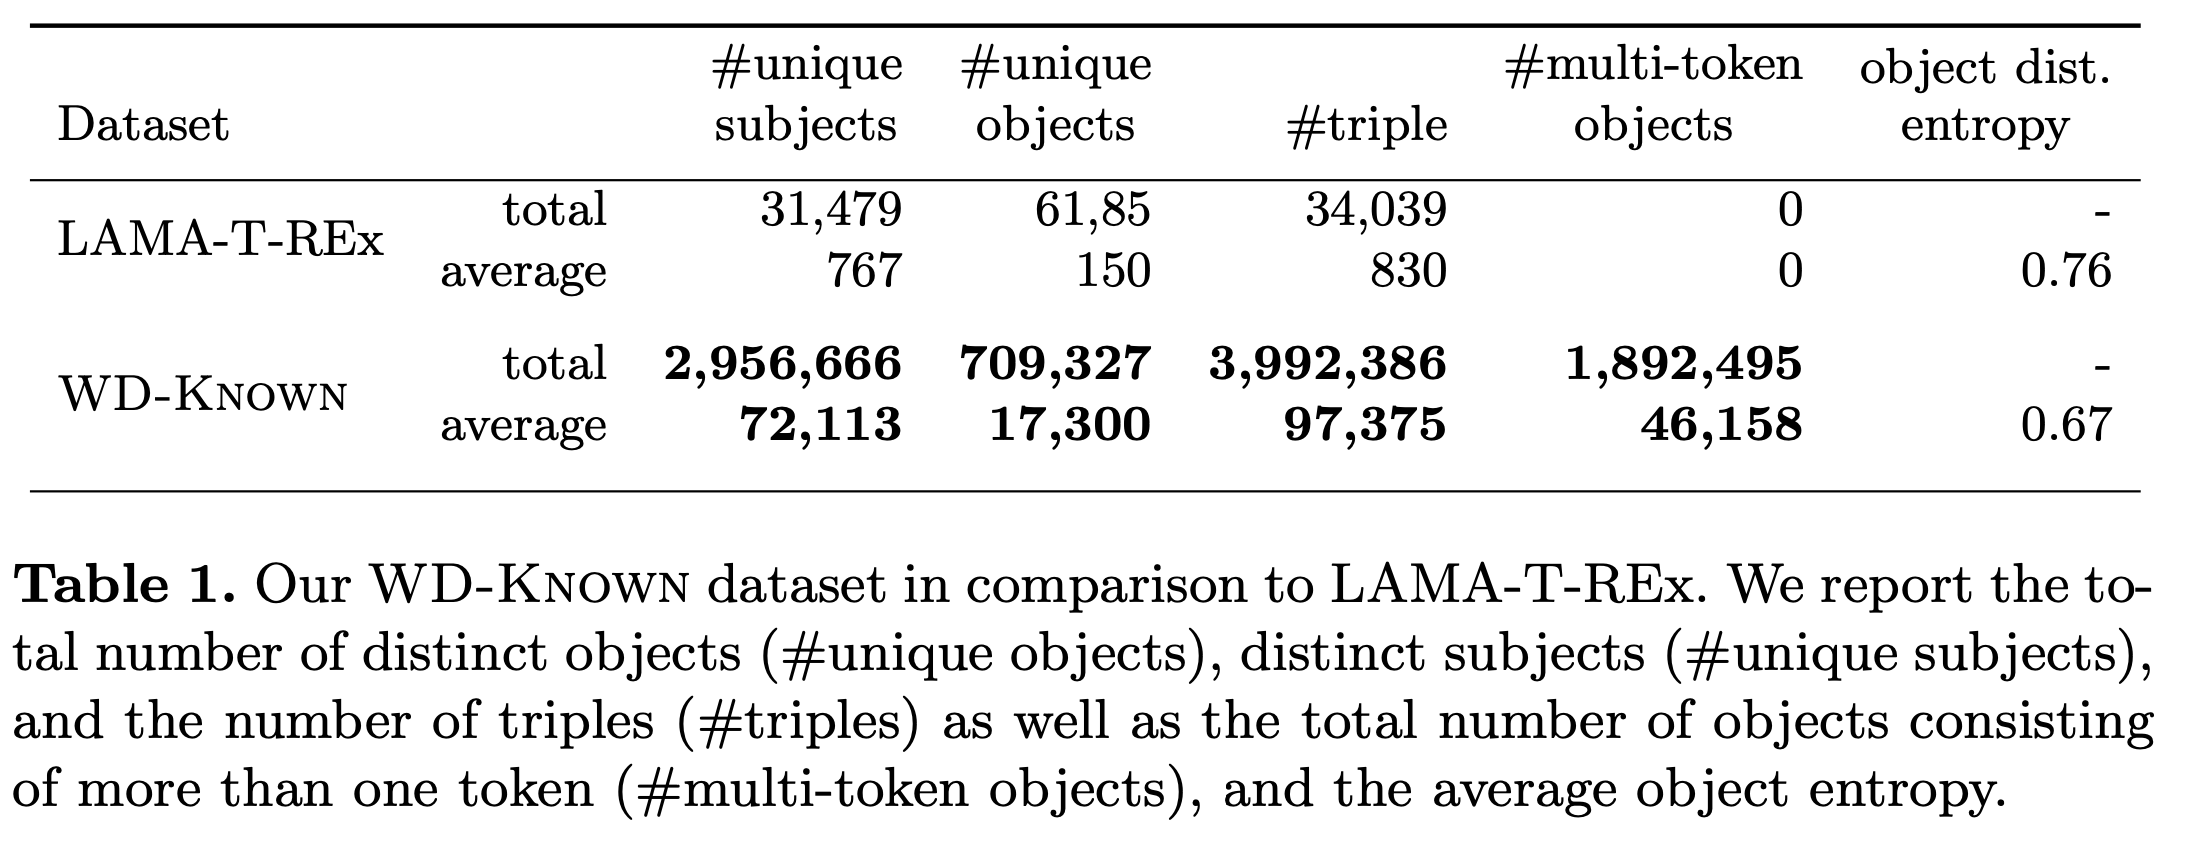 #unique #unique #multi-token object dist.
Dataset subjects objects #triple objects entropy
LAMA-T-REx total 31,479 61,85 34,039 0 -
average 767 150 830 0 0.76
WD-Known total 2,956,666 709,327 3,992,386 1,892,495 -
average 72,113 17,300 97,375 46,158 0.67
Table 1. Our WD-Known dataset in comparison to LAMA-T-REx. We report the to-
tal number of distinct objects (#unique objects), distinct subjects (#unique subjects),
and the number of triples (#triples) as well as the total number of objects consisting
of more than one token (#multi-token objects), and the average object entropy.